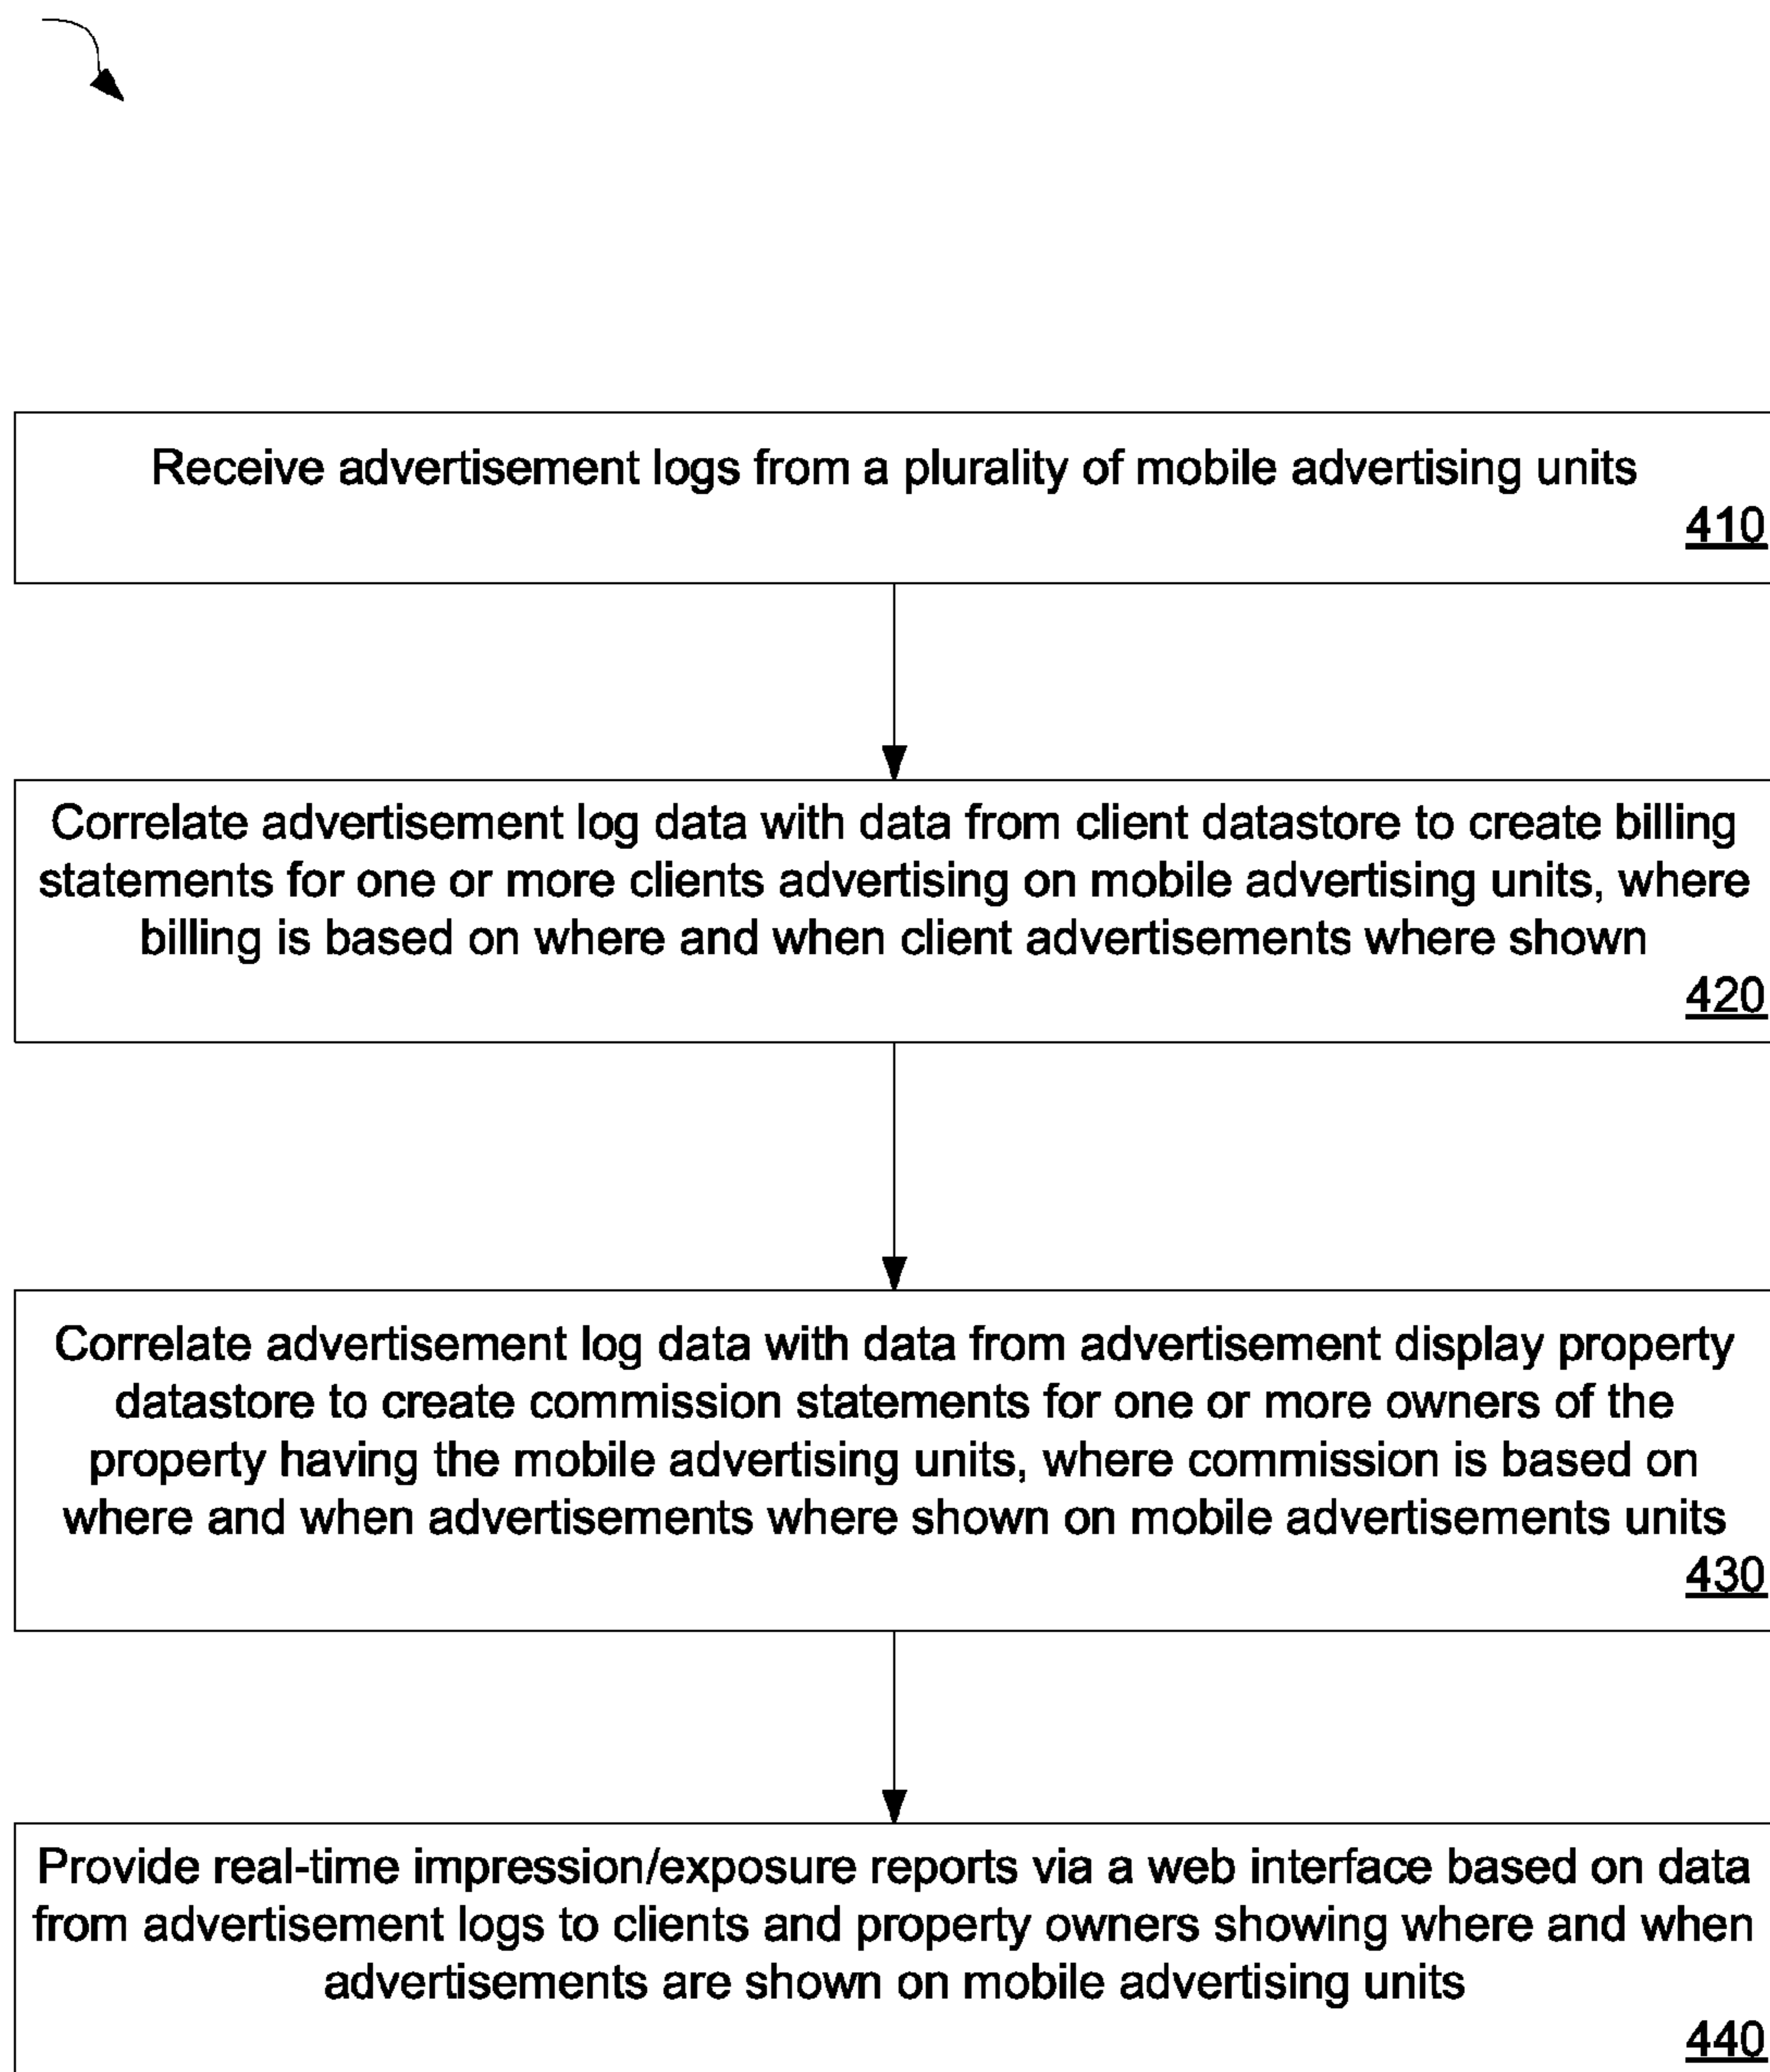 Receive advertisement logs from a plurality of mobile advertising units
410
Correlate advertisement log data with data from client datastore to create billing
statements for one or more clients advertising on mobile advertising units, where
billing is based on where and when client advertisements where shown
420
Correlate advertisement log data with data from advertisement display property
datastore to create commission statements for one or more owners of the
property having the mobile advertising units, where commission is based on
where and when advertisements where shown on mobile advertisements units
430
Provide real-time impression/exposure reports via a web interface based on data
from advertisement logs to clients and property owners showing where and when
advertisements are shown on mobile advertising units
440